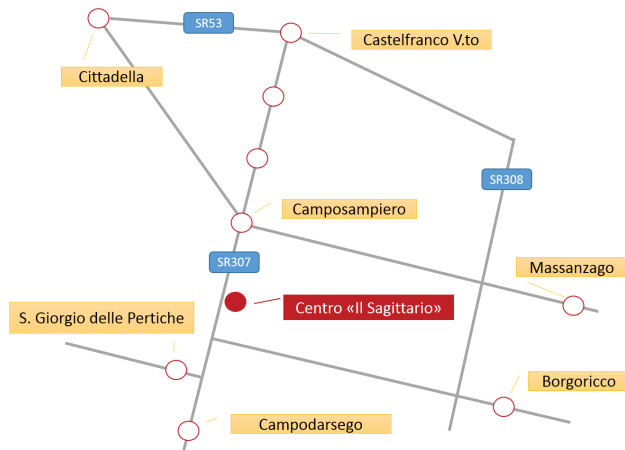 SR53
Castelfranco V.to
Cittadella
SR308
Camposampiero
SR307
Massanzago
Centro «Il Sagittario»
S. Giorgio delle Pertiche
Borgoricco
Campodarsego